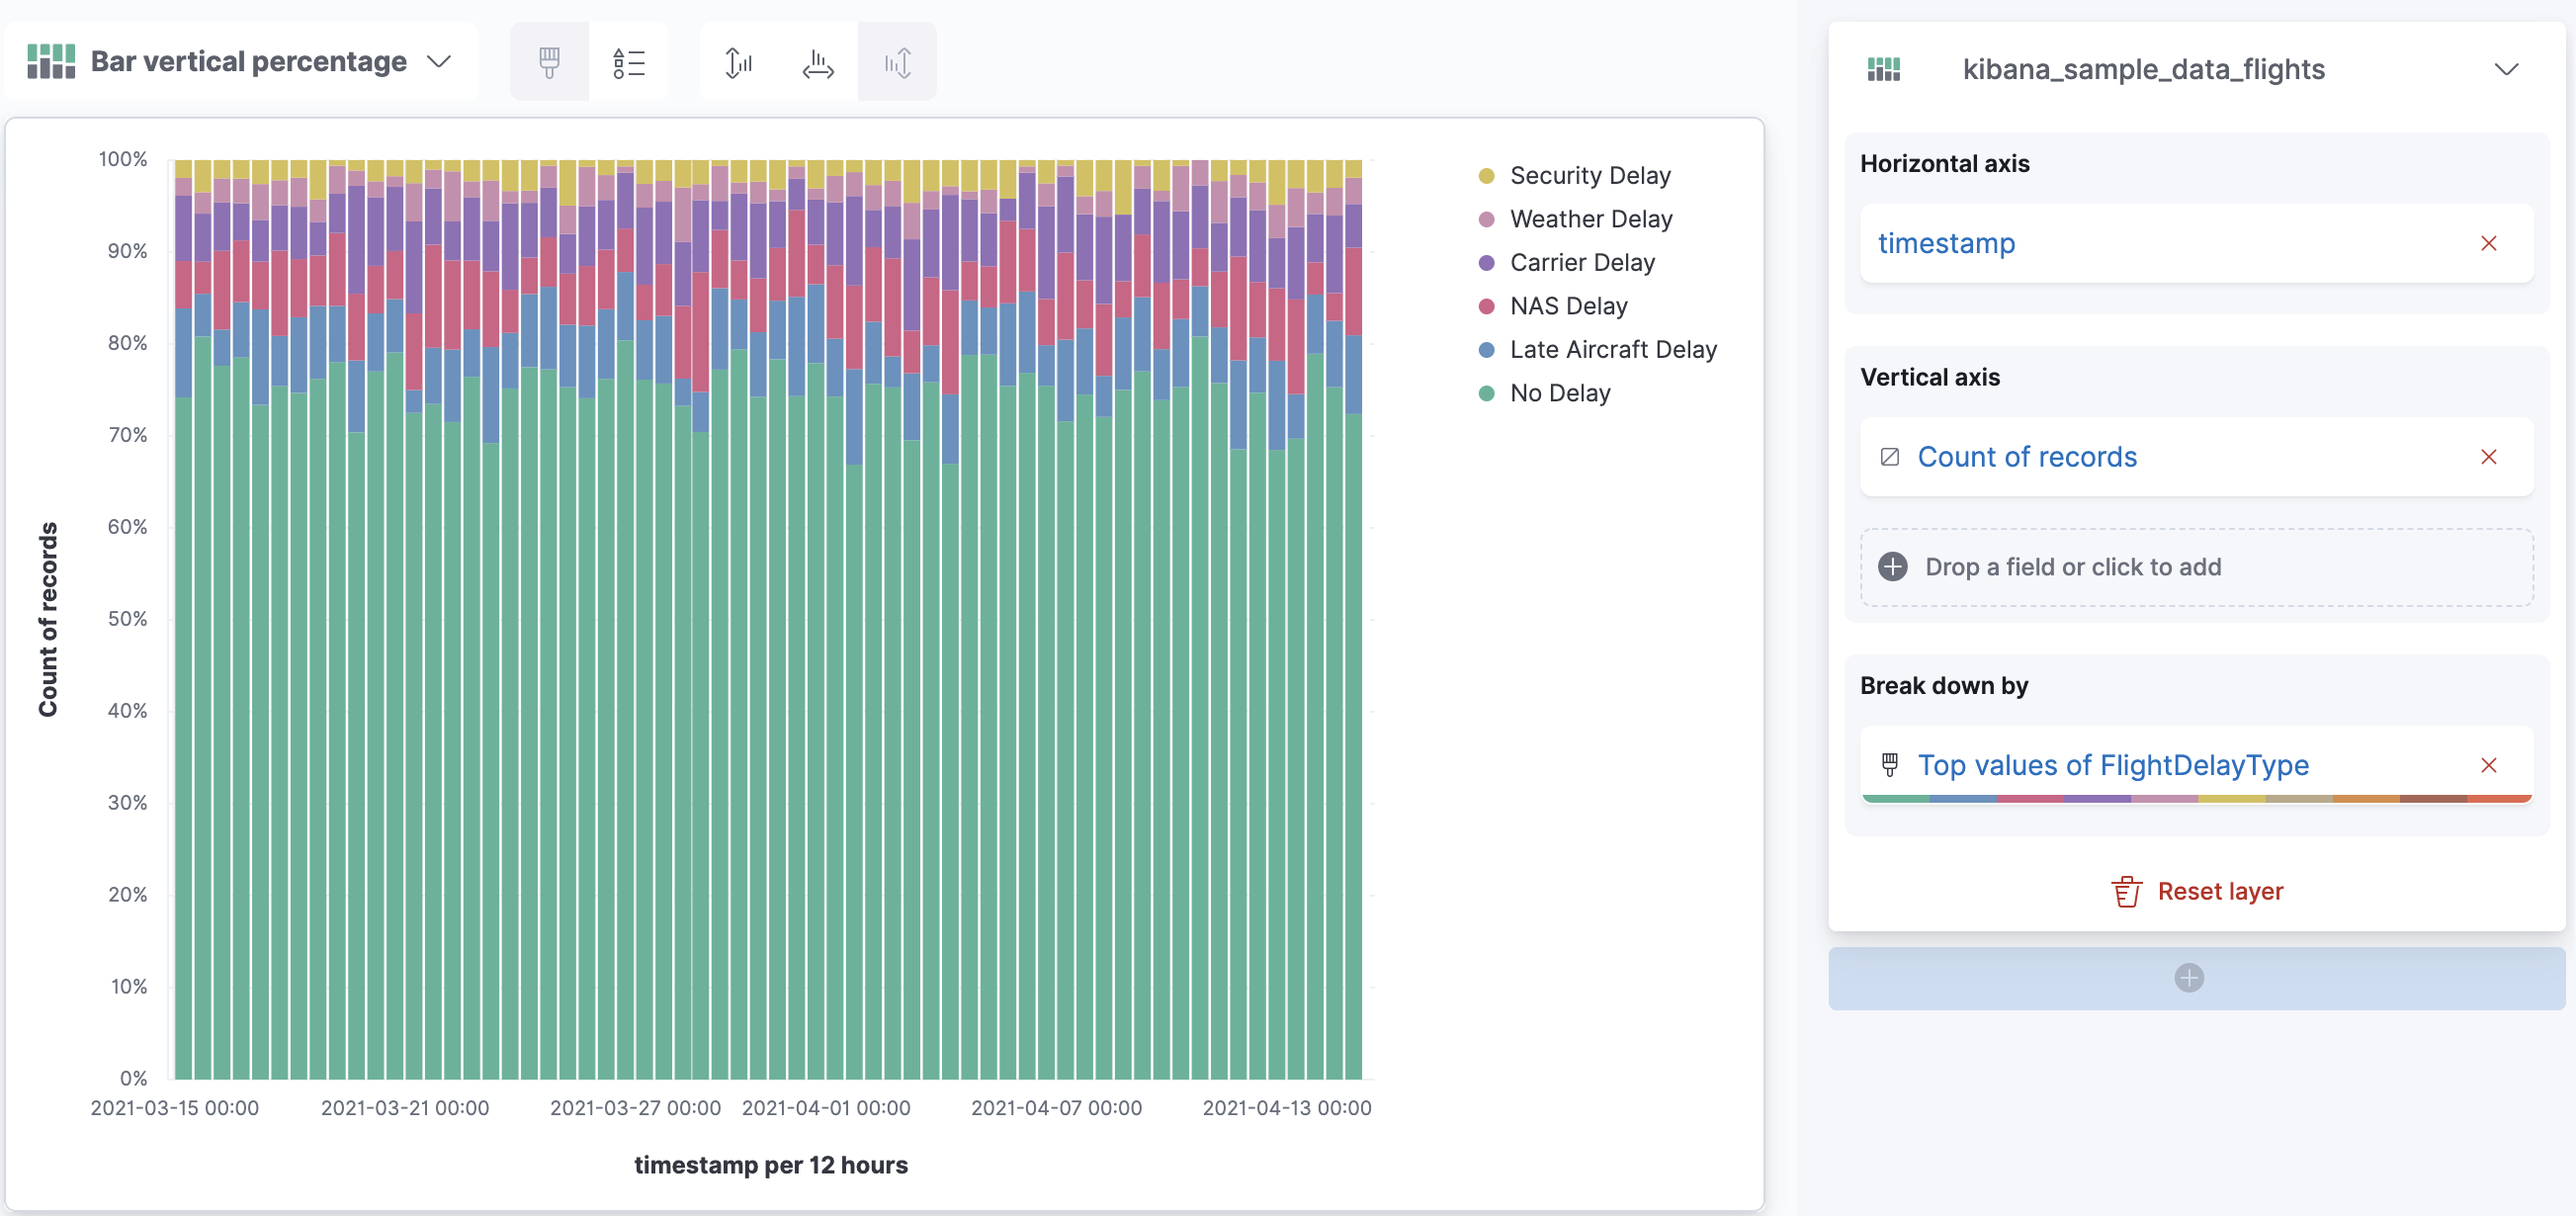 Bar vertical percentage
100%
90%
80%
70%
60%
50%
40%
30%
20%
10%
0%
Count of records
2021-03-15 00:00
2021-03-21 00:00
2021-03-27 00:00
2021-04-01 00:00
2021-04-07 00:00
2021-04-13 00:00
timestamp per 12 hours
Security Delay
Weather Delay
Carrier Delay
NAS Delay
Late Aircraft Delay
No Delay
kibana_sample_data_flights
Horizontal axis
timestamp
Vertical axis
Count of records
Drop a field or click to add
Break down by
Top values of FlightDelayType
Reset layer